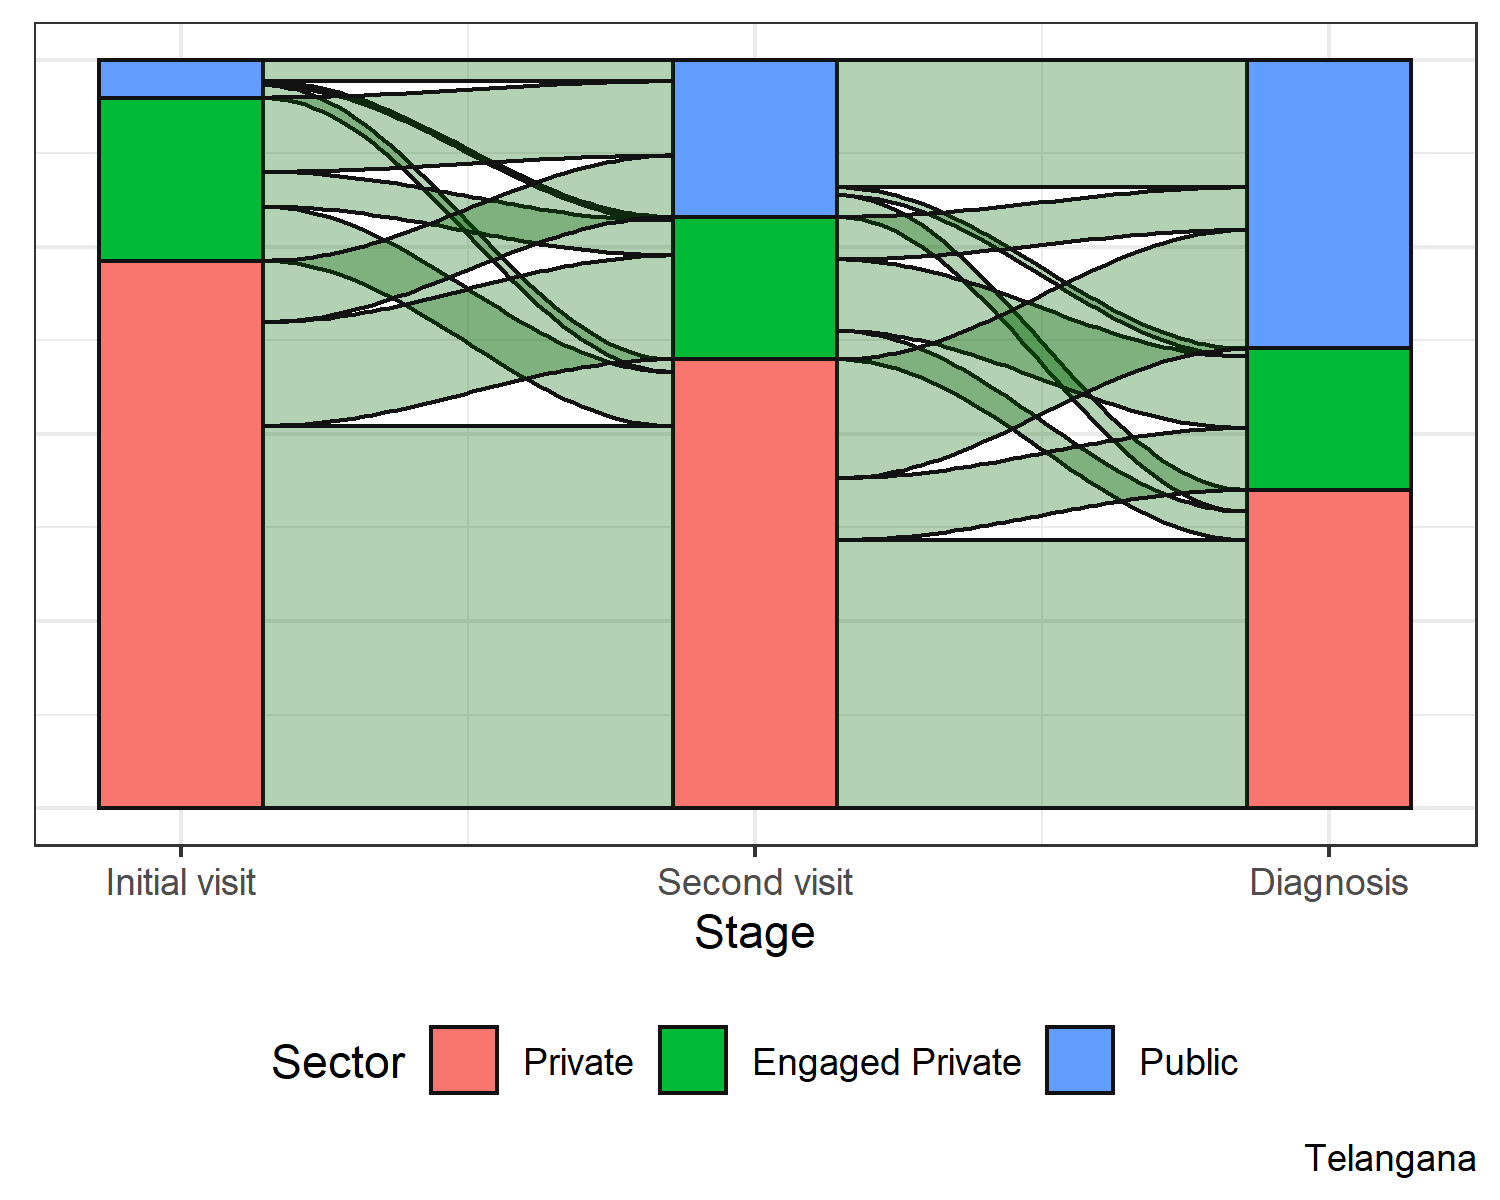 Initial visit Second visit Diagnosis
Stage
Sector Private Engaged Private Public
Telangana